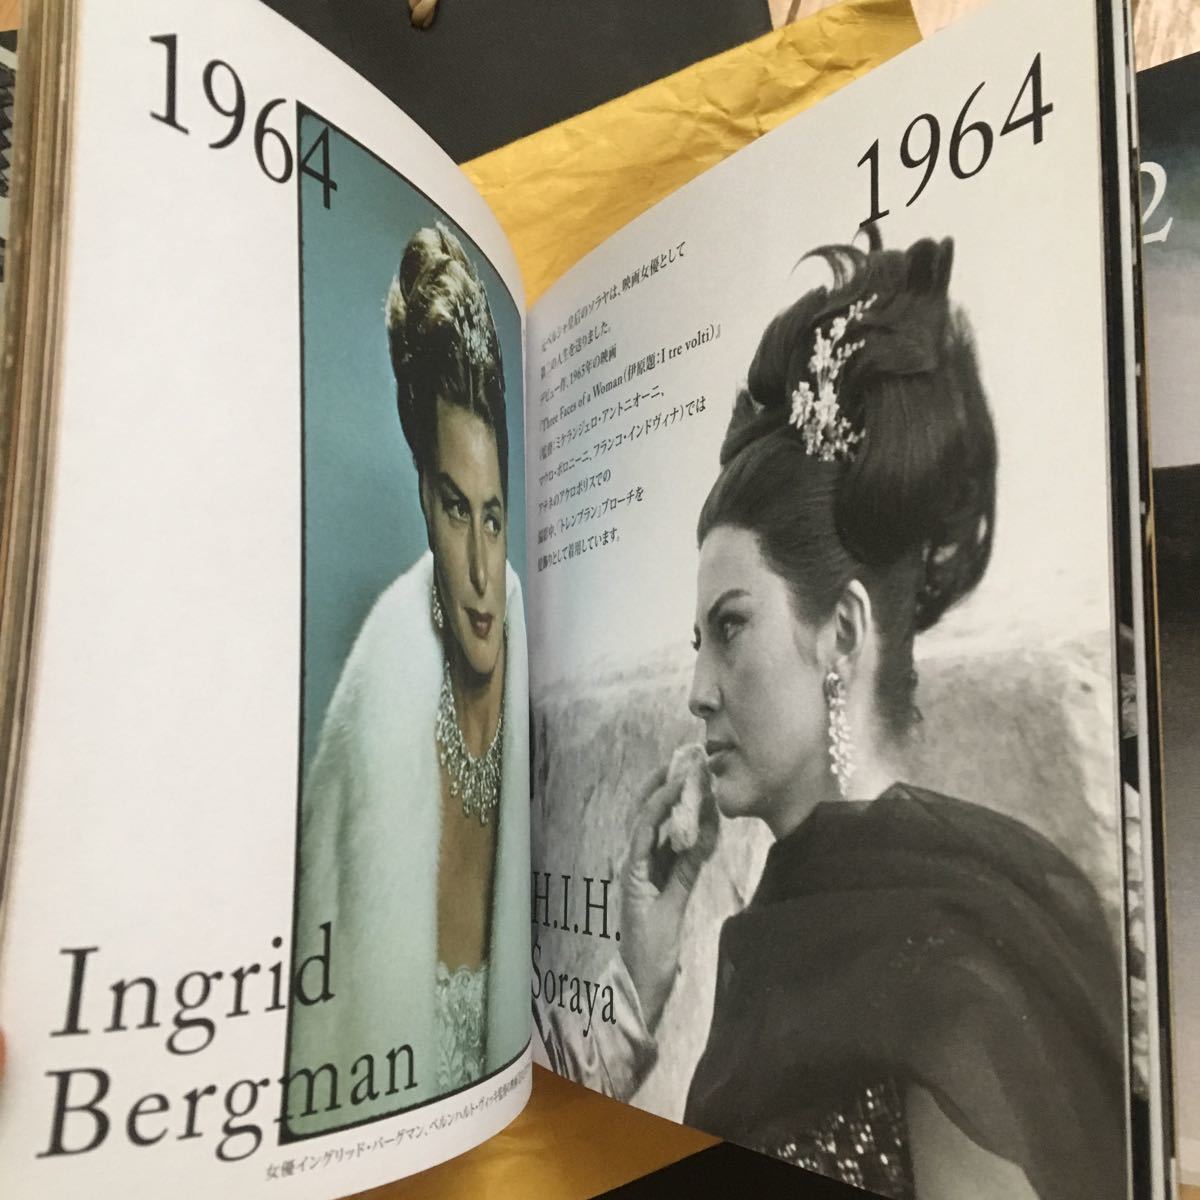 1964
Ingrid
Bergman
女優イングリッド・バーグマン、ベルンハルト・ヴィッキ監督の映画
1964
元ペルシャ皇后のソラヤは、映画女優として
第二の人生を送りました。
デビュー作、1965年の映画
『Three Faces of a Woman（伊原題：I tre volti）』
（監督：ミケランジェロ・アントニオーニ、
マウロ・ボロニーニ、フランコ・インドヴィナ）では
アテネのアクロポリスでの
撮影中、「トレンブラン」ブローチを
髪飾りとして着用しています。
H.I.H.
Soraya
2